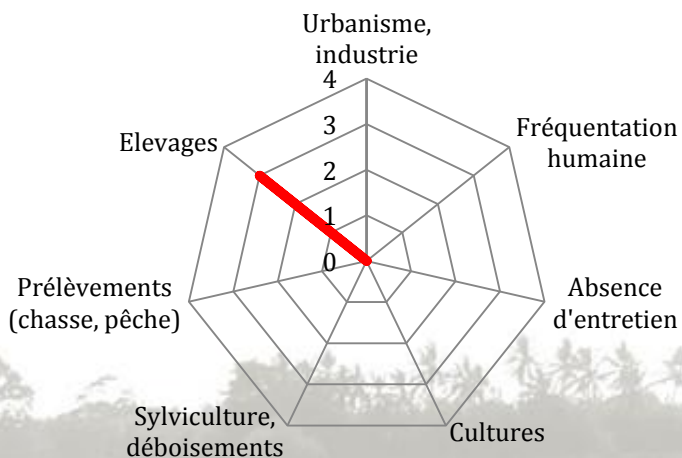 Urbanisme,
industrie
4
3
2
1
0
Fréquentation
humaine
Absence
d'entretien
Cultures
Sylviculture,
déboisements
Prélèvements
(chasse, pêche)
Elevages